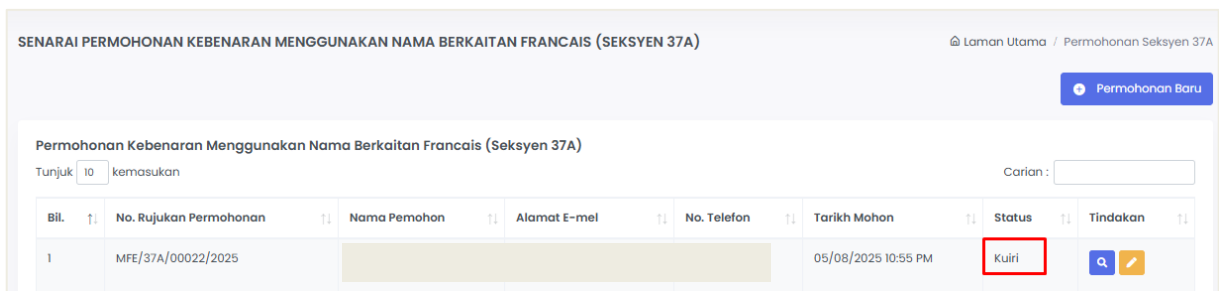 SENARAI PERMOHONAN KEBENARAN MENGGUNAKAN NAMA BERKAITAN FRANCAIS (SEKSYEN 37A)
Laman Utama / Permohonan Seksyen 37A
Permohonan Baru
Permohonan Kebenaran Menggunakan Nama Berkaitan Francais (Seksyen 37A)
Tunjuk 10 kemasukan Carian :
Bil. No. Rujukan Permohonan Nama Pemohon Alamat E-mel No. Telefon Tarikh Mohon Status Tindakan
1 MFE/37A/00022/2025 05/08/2025 10:55 PM Kuiri